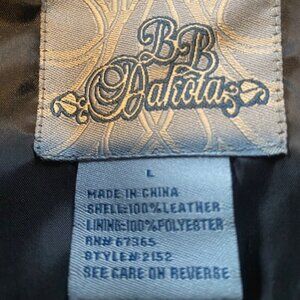 BB
Dakota
L
MADE IN CHINA
SHELL:100%LEATHER
LINING:100%POLYESTER
RN# 67365
STYLE# 2152
SEE CARE ON REVERSE